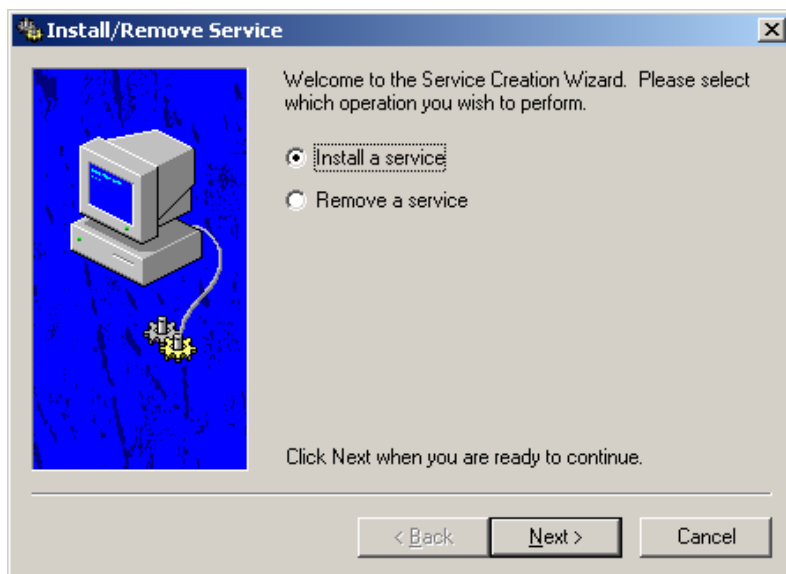 Install/Remove Service
Welcome to the Service Creation Wizard.  Please select
which operation you wish to perform.
Install a service
Remove a service
Click Next when you are ready to continue.
< Back
Next >
Cancel